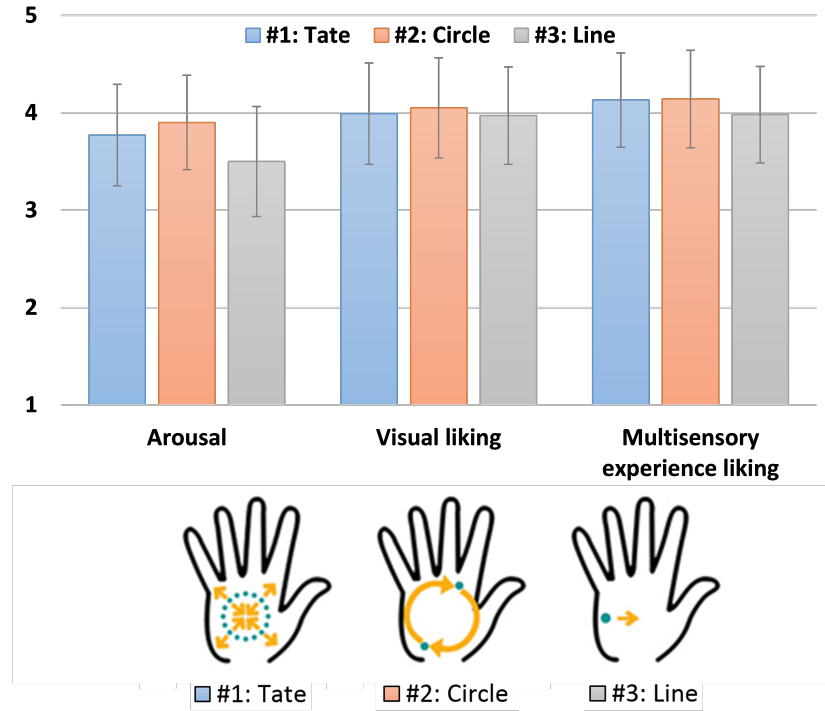 5
#1: Tate #2: Circle #3: Line
4
3
2
1
Arousal Visual liking Multisensory
experience liking
#1: Tate #2: Circle #3: Line